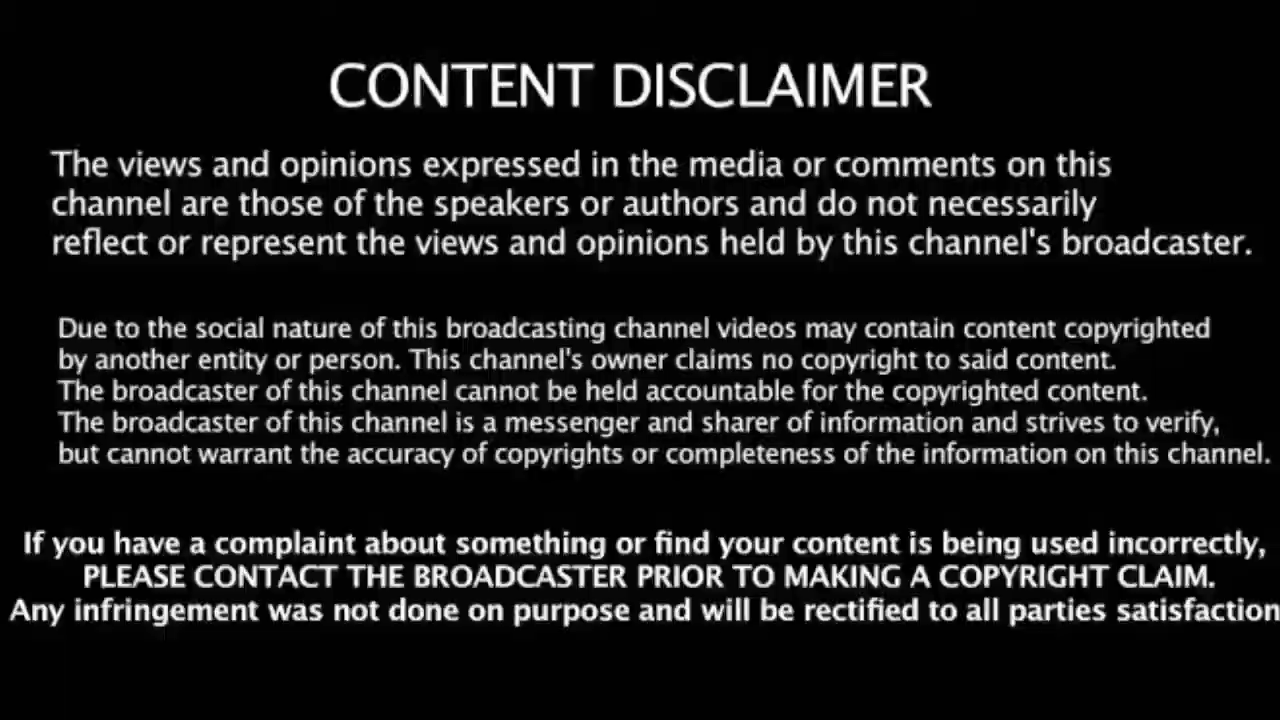 CONTENT DISCLAIMER
The views and opinions expressed in the media or comments on this
channel are those of the speakers or authors and do not necessarily
reflect or represent the views and opinions held by this channel's broadcaster.
Due to the social nature of this broadcasting channel videos may contain content copyrighted
by another entity or person. This channel's owner claims no copyright to said content.
The broadcaster of this channel cannot be held accountable for the copyrighted content.
The broadcaster of this channel is a messenger and sharer of information and strives to verify,
but cannot warrant the accuracy of copyrights or completeness of the information on this channel.
If you have a complaint about something or find your content is being used incorrectly,
PLEASE CONTACT THE BROADCASTER PRIOR TO MAKING A COPYRIGHT CLAIM.
Any infringement was not done on purpose and will be rectified to all parties satisfaction